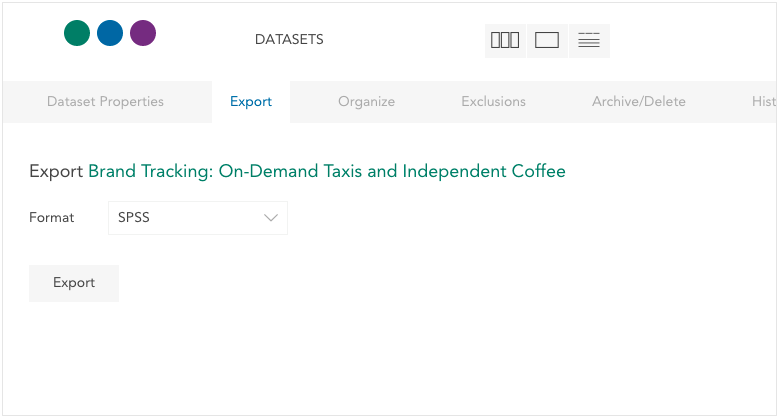 DATASETS
Dataset Properties Export Organize Exclusions Archive/Delete Hist
Export Brand Tracking: On-Demand Taxis and Independent Coffee
Format SPSS
Export